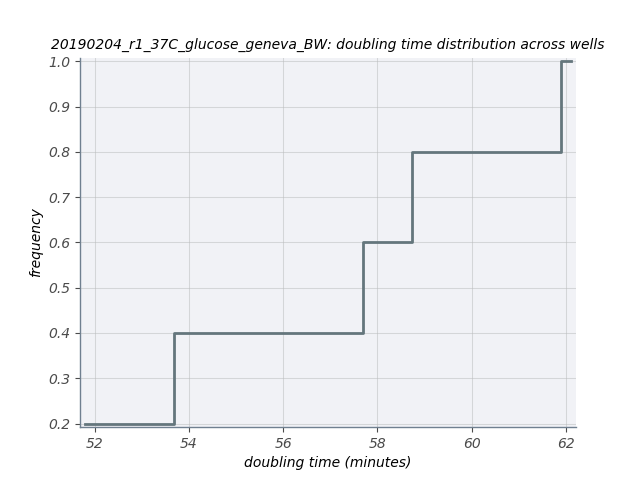 20190204_r1_37C_glucose_geneva_BW: doubling time distribution across wells
1.0
0.9
0.8
0.7
0.6
0.5
0.4
0.3
0.2
frequency
52 54 56 58 60 62
doubling time (minutes)